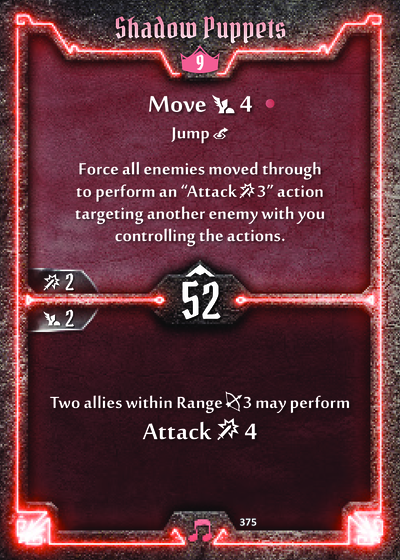 Shadow Puppets
9
Move 4
Jump
Force all enemies moved through
to perform an “Attack 3” action
targeting another enemy with you
controlling the actions.
2
52
2
Two allies within Range 3 may perform
Attack 4
375